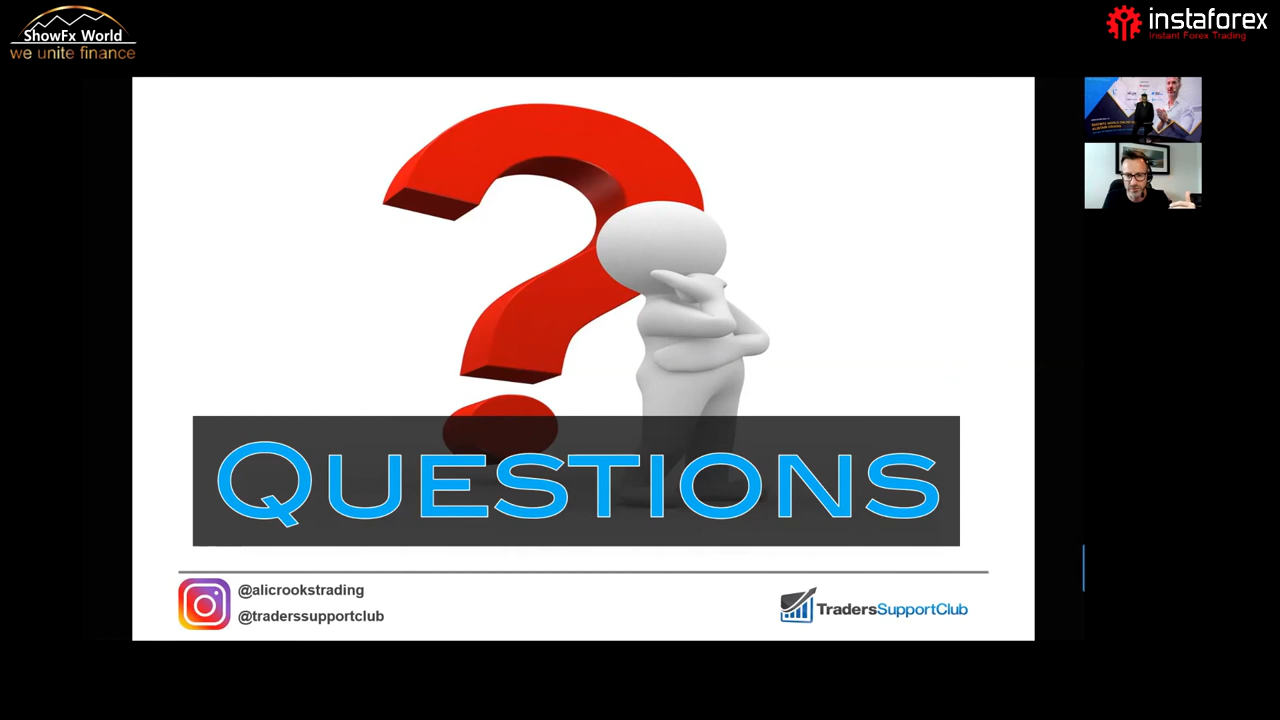 ShowFx World
we unite finance
instaforex
Instant Forex Trading
QUESTIONS
@alicrookstrading
@traderssupportclub
TradersSupportClub